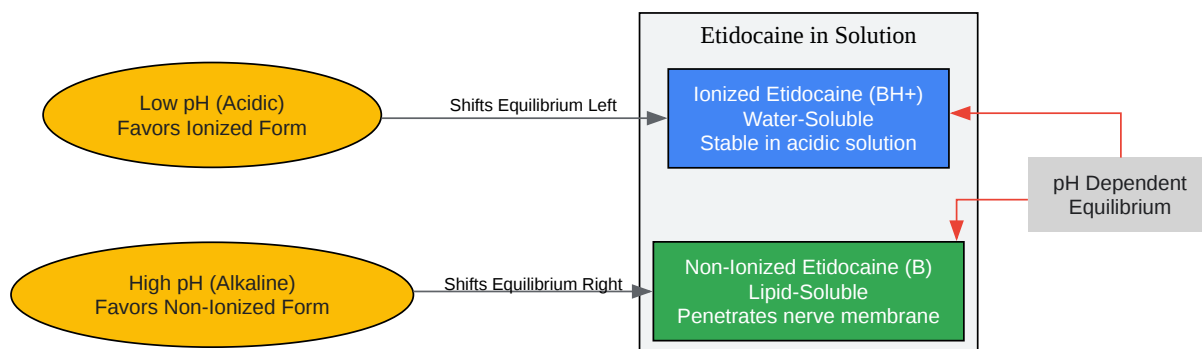 Etidocaine in Solution
Low pH (Acidic)
Favors Ionized Form
Shifts Equilibrium Left
Ionized Etidocaine (BH+)
Water-Soluble
Stable in acidic solution
pH Dependent
Equilibrium
High pH (Alkaline)
Favors Non-Ionized Form
Shifts Equilibrium Right
Non-Ionized Etidocaine (B)
Lipid-Soluble
Penetrates nerve membrane